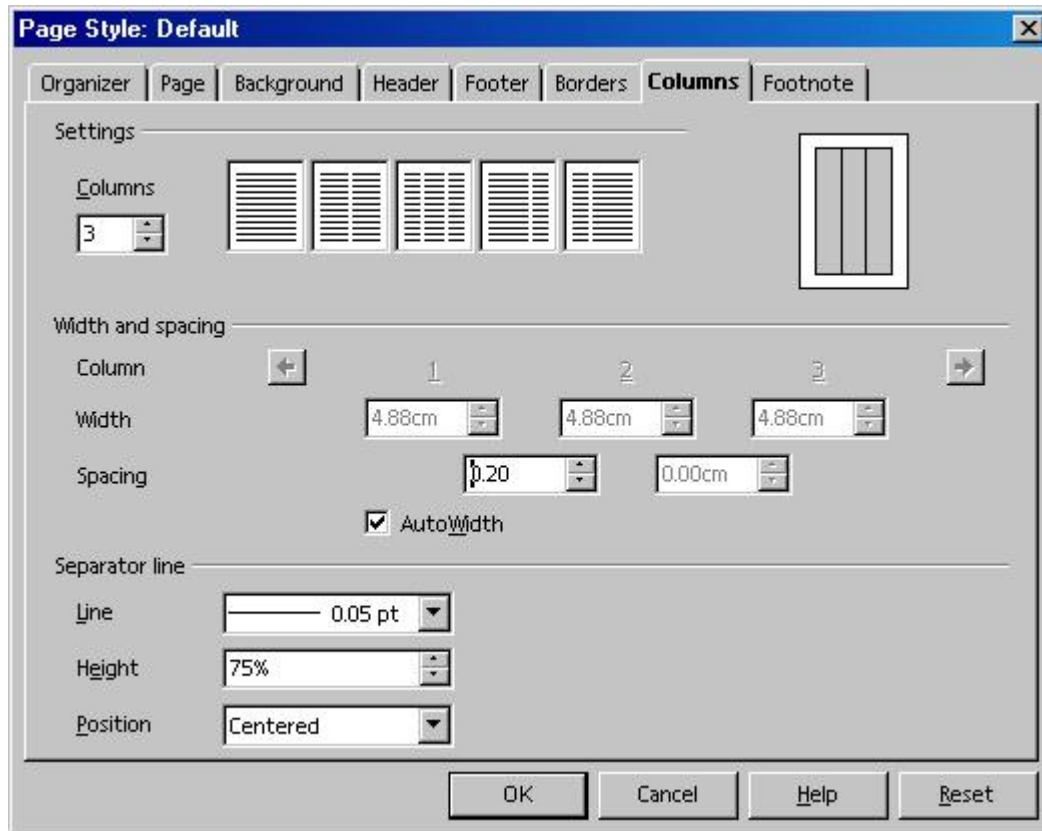 Page Style: Default
Organizer Page Background Header Footer Borders Columns Footnote
Settings
Columns
3
Width and spacing
Column 1 2 3
Width 4.88cm 4.88cm 4.88cm
Spacing 0.20 0.00cm
AutoWidth
Separator line
Line 0.05 pt
Height 75%
Position Centered
OK Cancel Help Reset